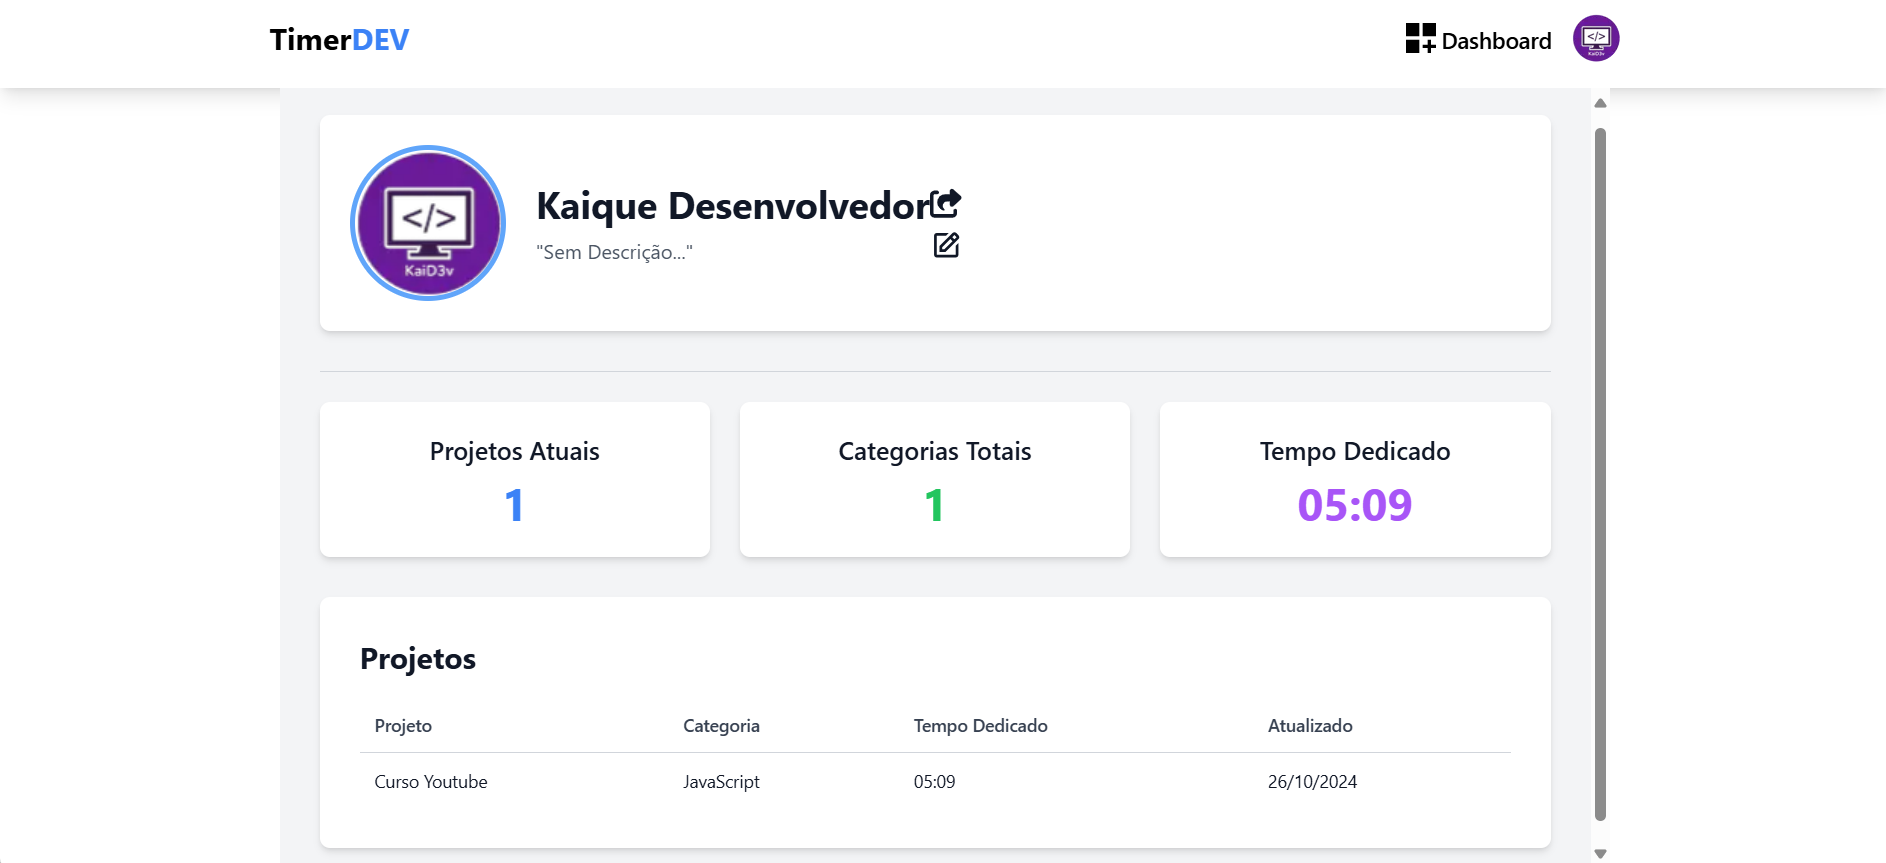 TimerDEV
Dashboard
</>
KaiD3v
</>
KaiD3v
Kaique Desenvolvedor
"Sem Descrição..."
Projetos Atuais
1
Categorias Totais
1
Tempo Dedicado
05:09
Projetos
Projeto Categoria Tempo Dedicado Atualizado
Curso Youtube JavaScript 05:09 26/10/2024